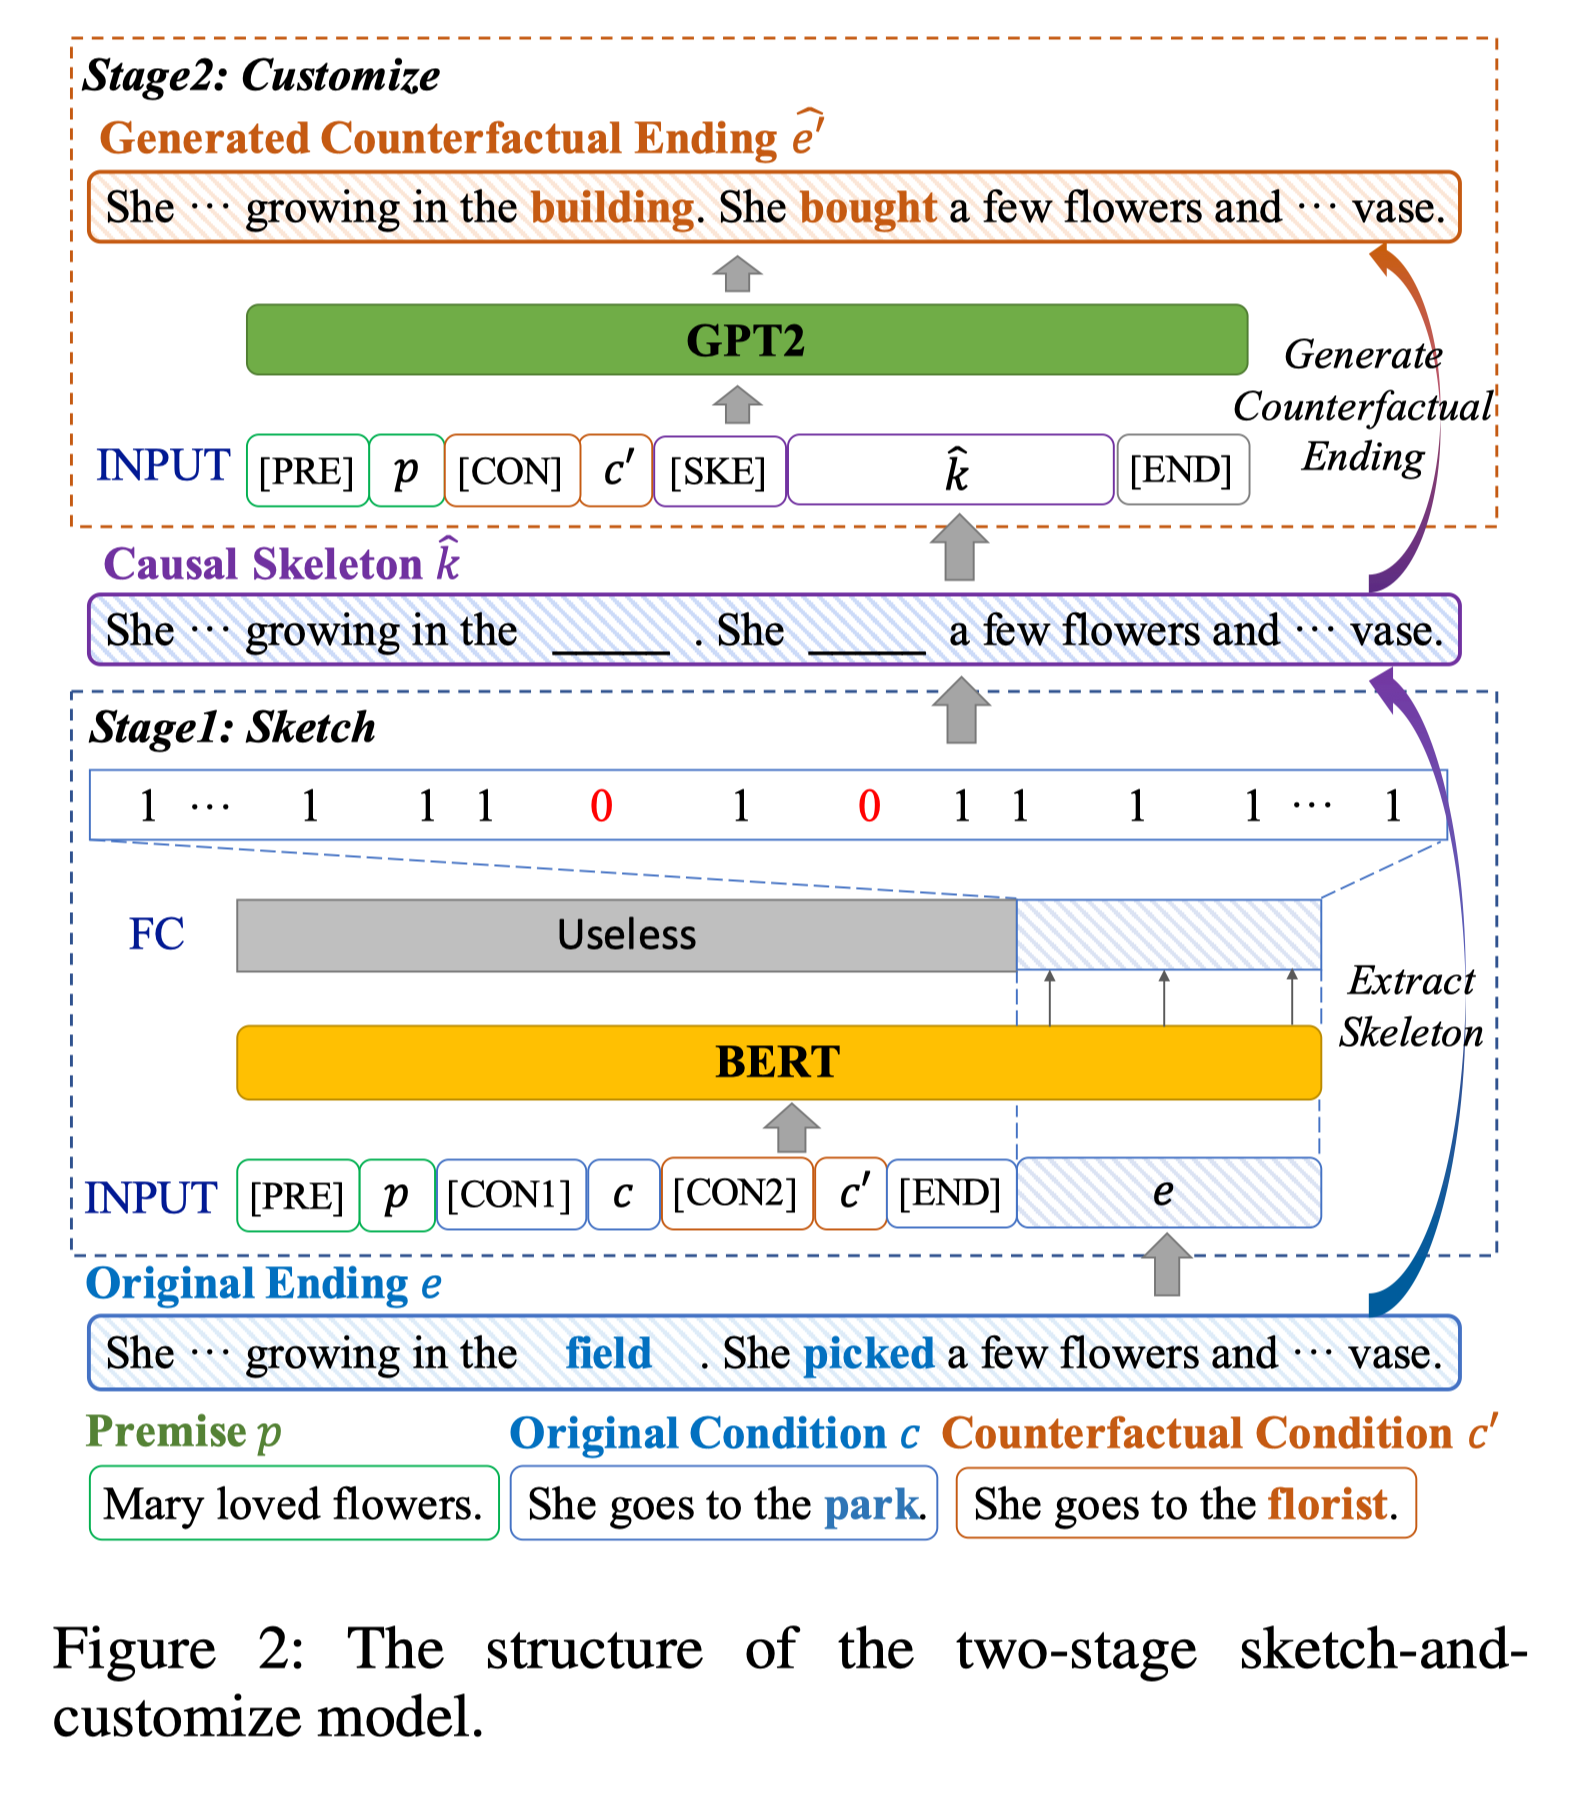 Stage2: Customize
Generated Counterfactual Ending ê′
She ⋯ growing in the building. She bought a few flowers and ⋯ vase.
GPT2
Generate
Counterfactual
Ending
INPUT [PRE] p [CON] c′ [SKE] k̂ [END]
Causal Skeleton k̂
She ⋯ growing in the _____ . She _____ a few flowers and ⋯ vase.
Stage1: Sketch
1 ⋯ 1 1 1 0 1 0 1 1 1 1 ⋯ 1
FC Useless
Extract
Skeleton
BERT
INPUT [PRE] p [CON1] c [CON2] c′ [END] e
Original Ending e
She ⋯ growing in the field . She picked a few flowers and ⋯ vase.
Premise p Original Condition c Counterfactual Condition c′
Mary loved flowers. She goes to the park. She goes to the florist.
Figure 2: The structure of the two-stage sketch-and-
customize model.